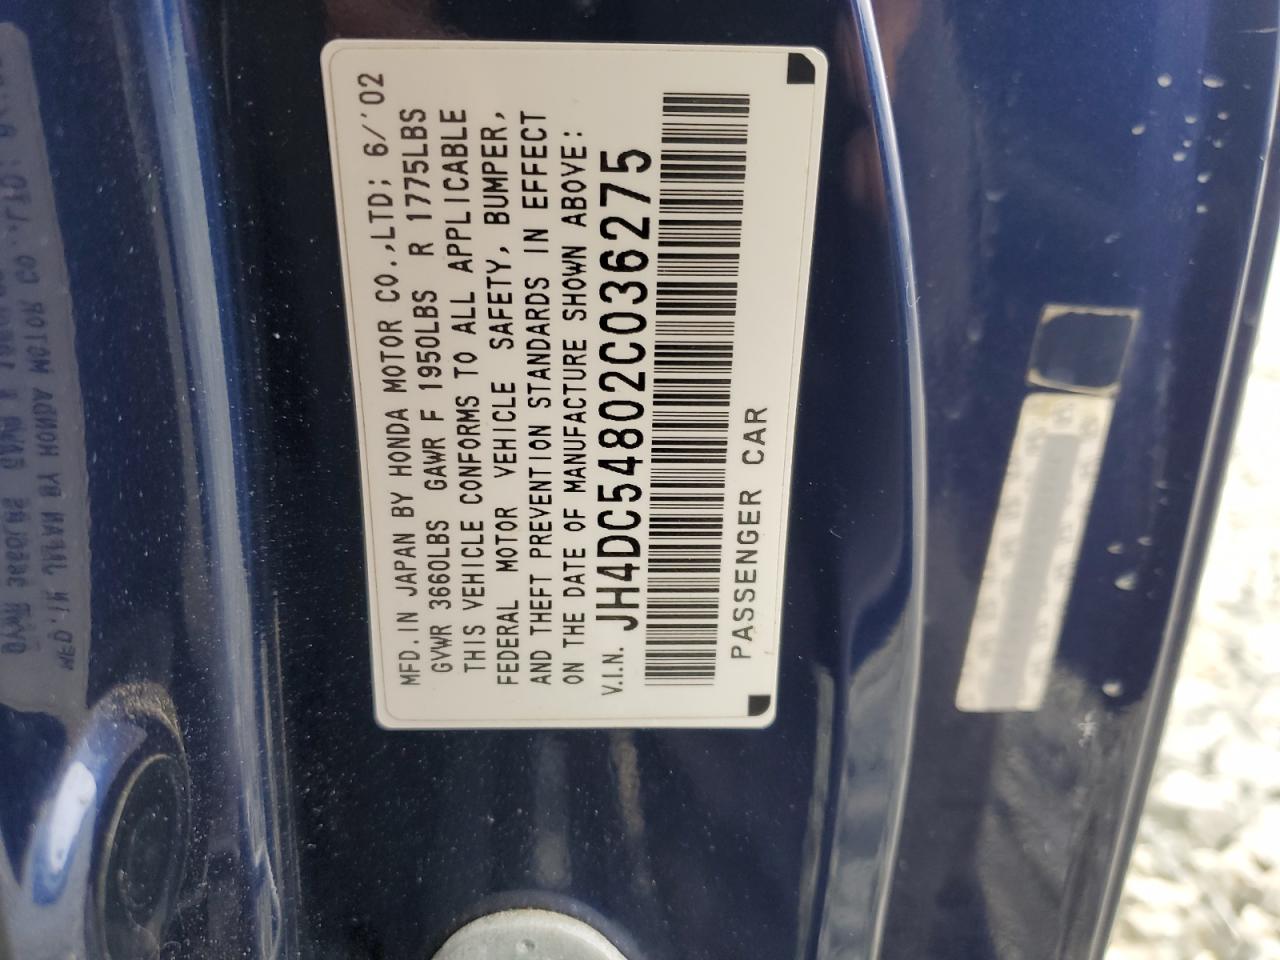 MFD. IN JAPAN BY HONDA MOTOR CO.,LTD; 6/'02
GVWR 3660LBS GAWR F 1950LBS R 1775LBS
THIS VEHICLE CONFORMS TO ALL APPLICABLE
FEDERAL MOTOR VEHICLE SAFETY, BUMPER,
AND THEFT PREVENTION STANDARDS IN EFFECT
ON THE DATE OF MANUFACTURE SHOWN ABOVE:
V.I.N. JH4DC54802C036275
PASSENGER CAR